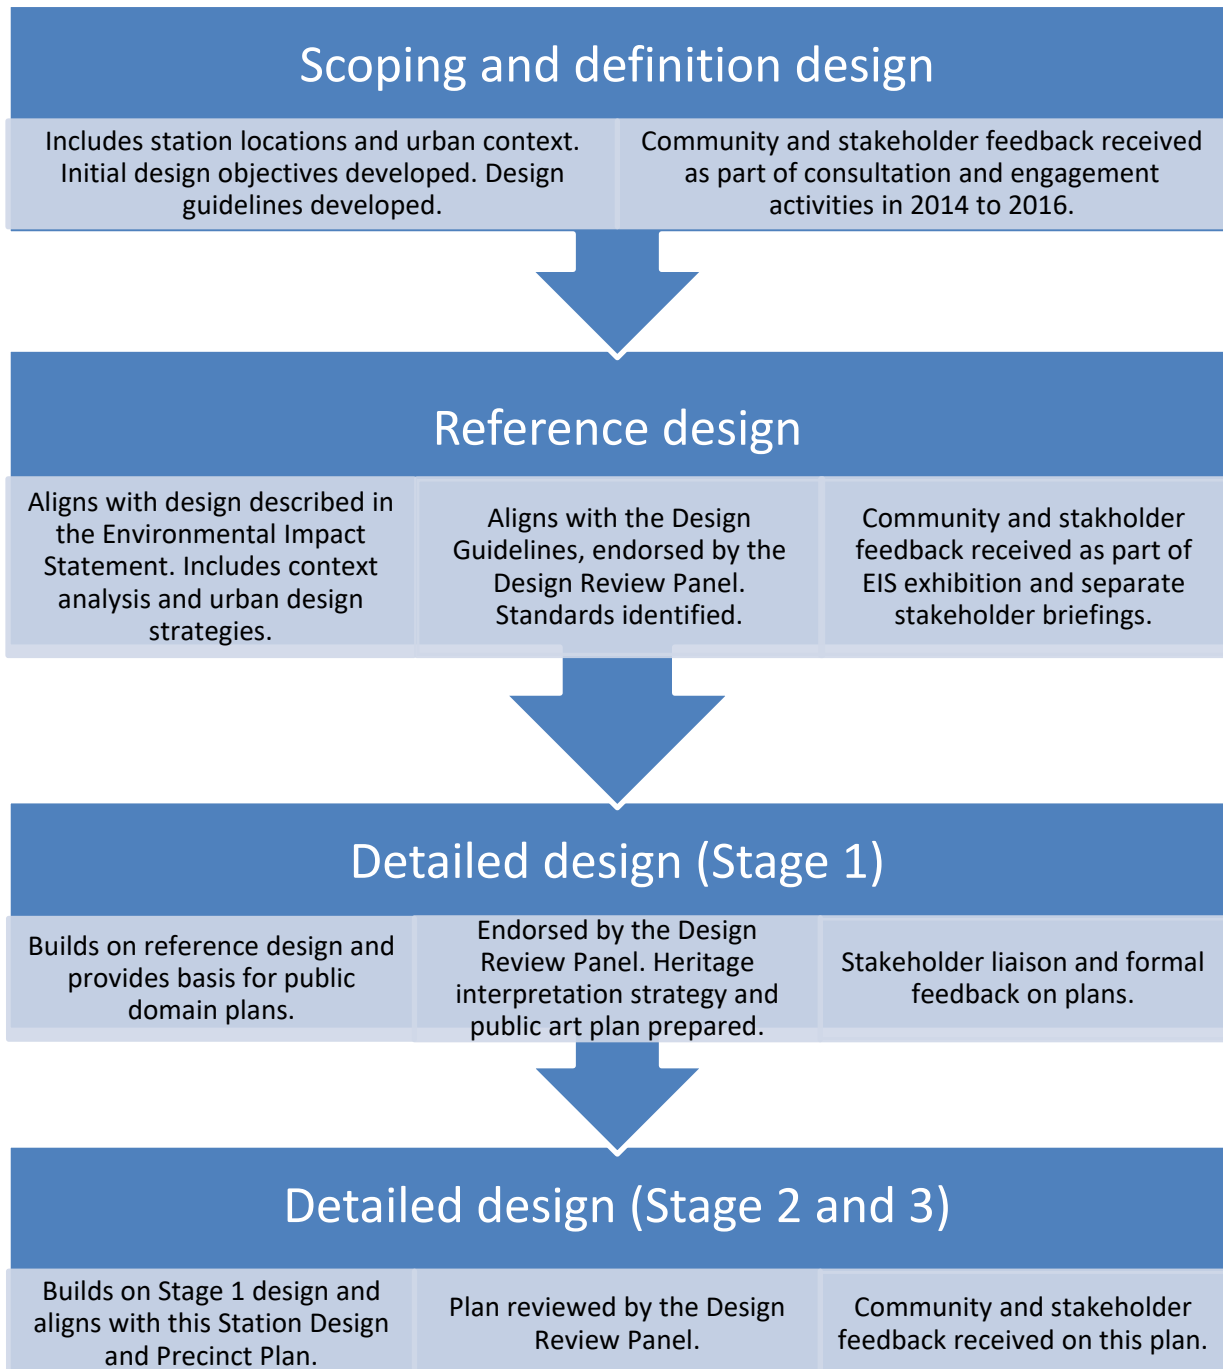 Scoping and definition design
Includes station locations and urban context.
Initial design objectives developed. Design
guidelines developed.
Community and stakeholder feedback received
as part of consultation and engagement
activities in 2014 to 2016.
Reference design
Aligns with design described in
the Environmental Impact
Statement. Includes context
analysis and urban design
strategies.
Aligns with the Design
Guidelines, endorsed by the
Design Review Panel.
Standards identified.
Community and stakholder
feedback received as part of
EIS exhibition and separate
stakeholder briefings.
Detailed design (Stage 1)
Builds on reference design and
provides basis for public
domain plans.
Endorsed by the Design
Review Panel. Heritage
interpretation strategy and
public art plan prepared.
Stakeholder liaison and formal
feedback on plans.
Detailed design (Stage 2 and 3)
Builds on Stage 1 design and
aligns with this Station Design
and Precinct Plan.
Plan reviewed by the Design
Review Panel.
Community and stakeholder
feedback received on this plan.